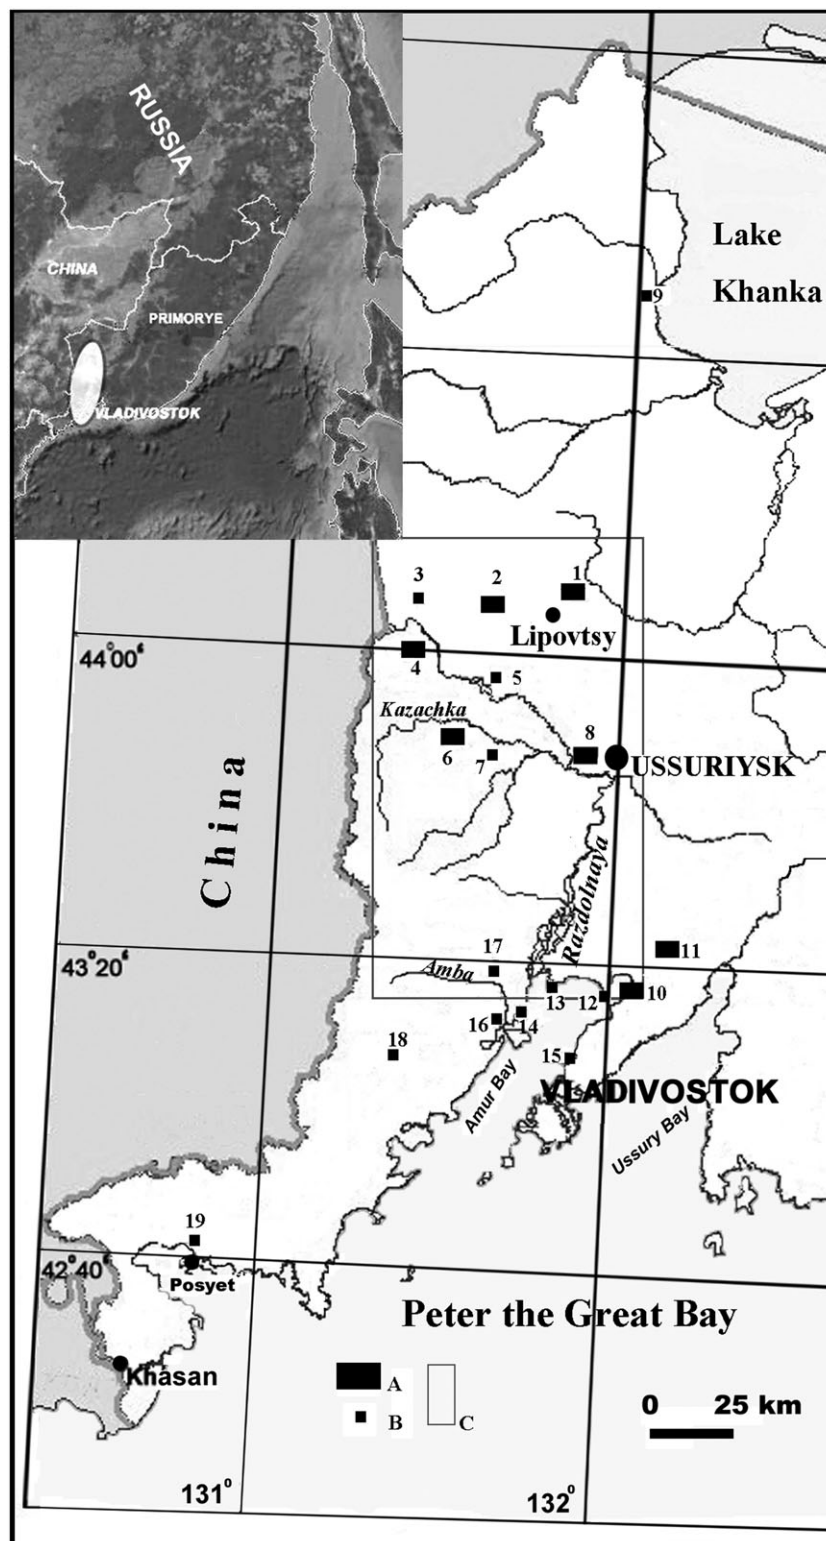 RUSSIA
CHINA
PRIMORYE
VLADIVOSTOK
Lake
Khanka
9
3
2
1
Lipovtsy
44°00'
4
5
Kazachka
6
7
8
USSURIYSK
China
Razdolnaya
43°20'
17
Amba
11
10
13
12
14
16
18
15
VLADIVOSTOK
Amur Bay
Ussury Bay
19
42°40'
Posyet
Peter the Great Bay
Khasan
A
B
C
0 25 km
131°
132°